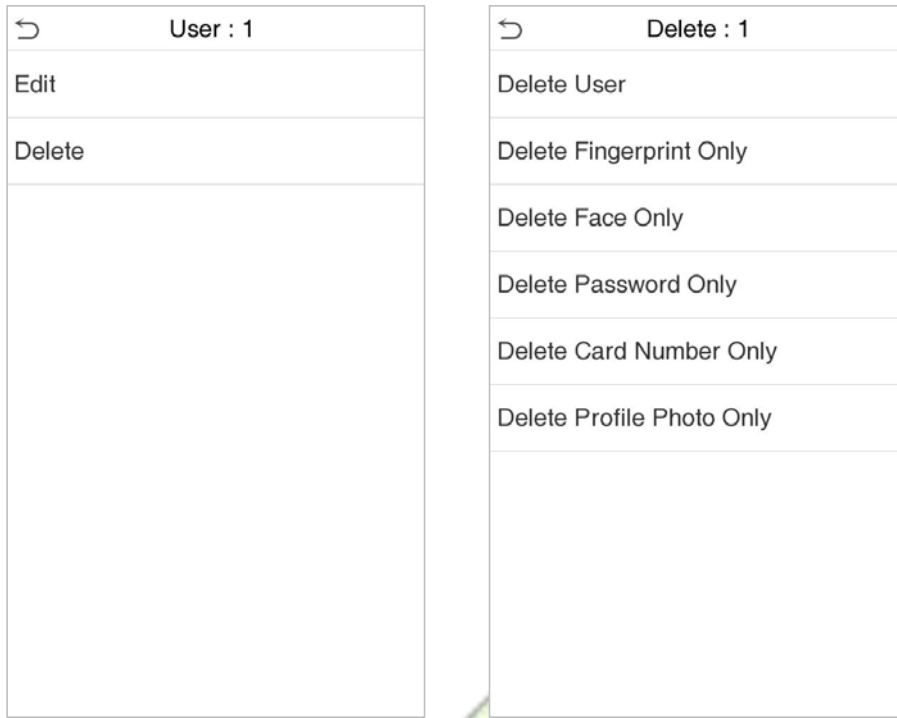 User : 1
Edit
Delete
Delete : 1
Delete User
Delete Fingerprint Only
Delete Face Only
Delete Password Only
Delete Card Number Only
Delete Profile Photo Only